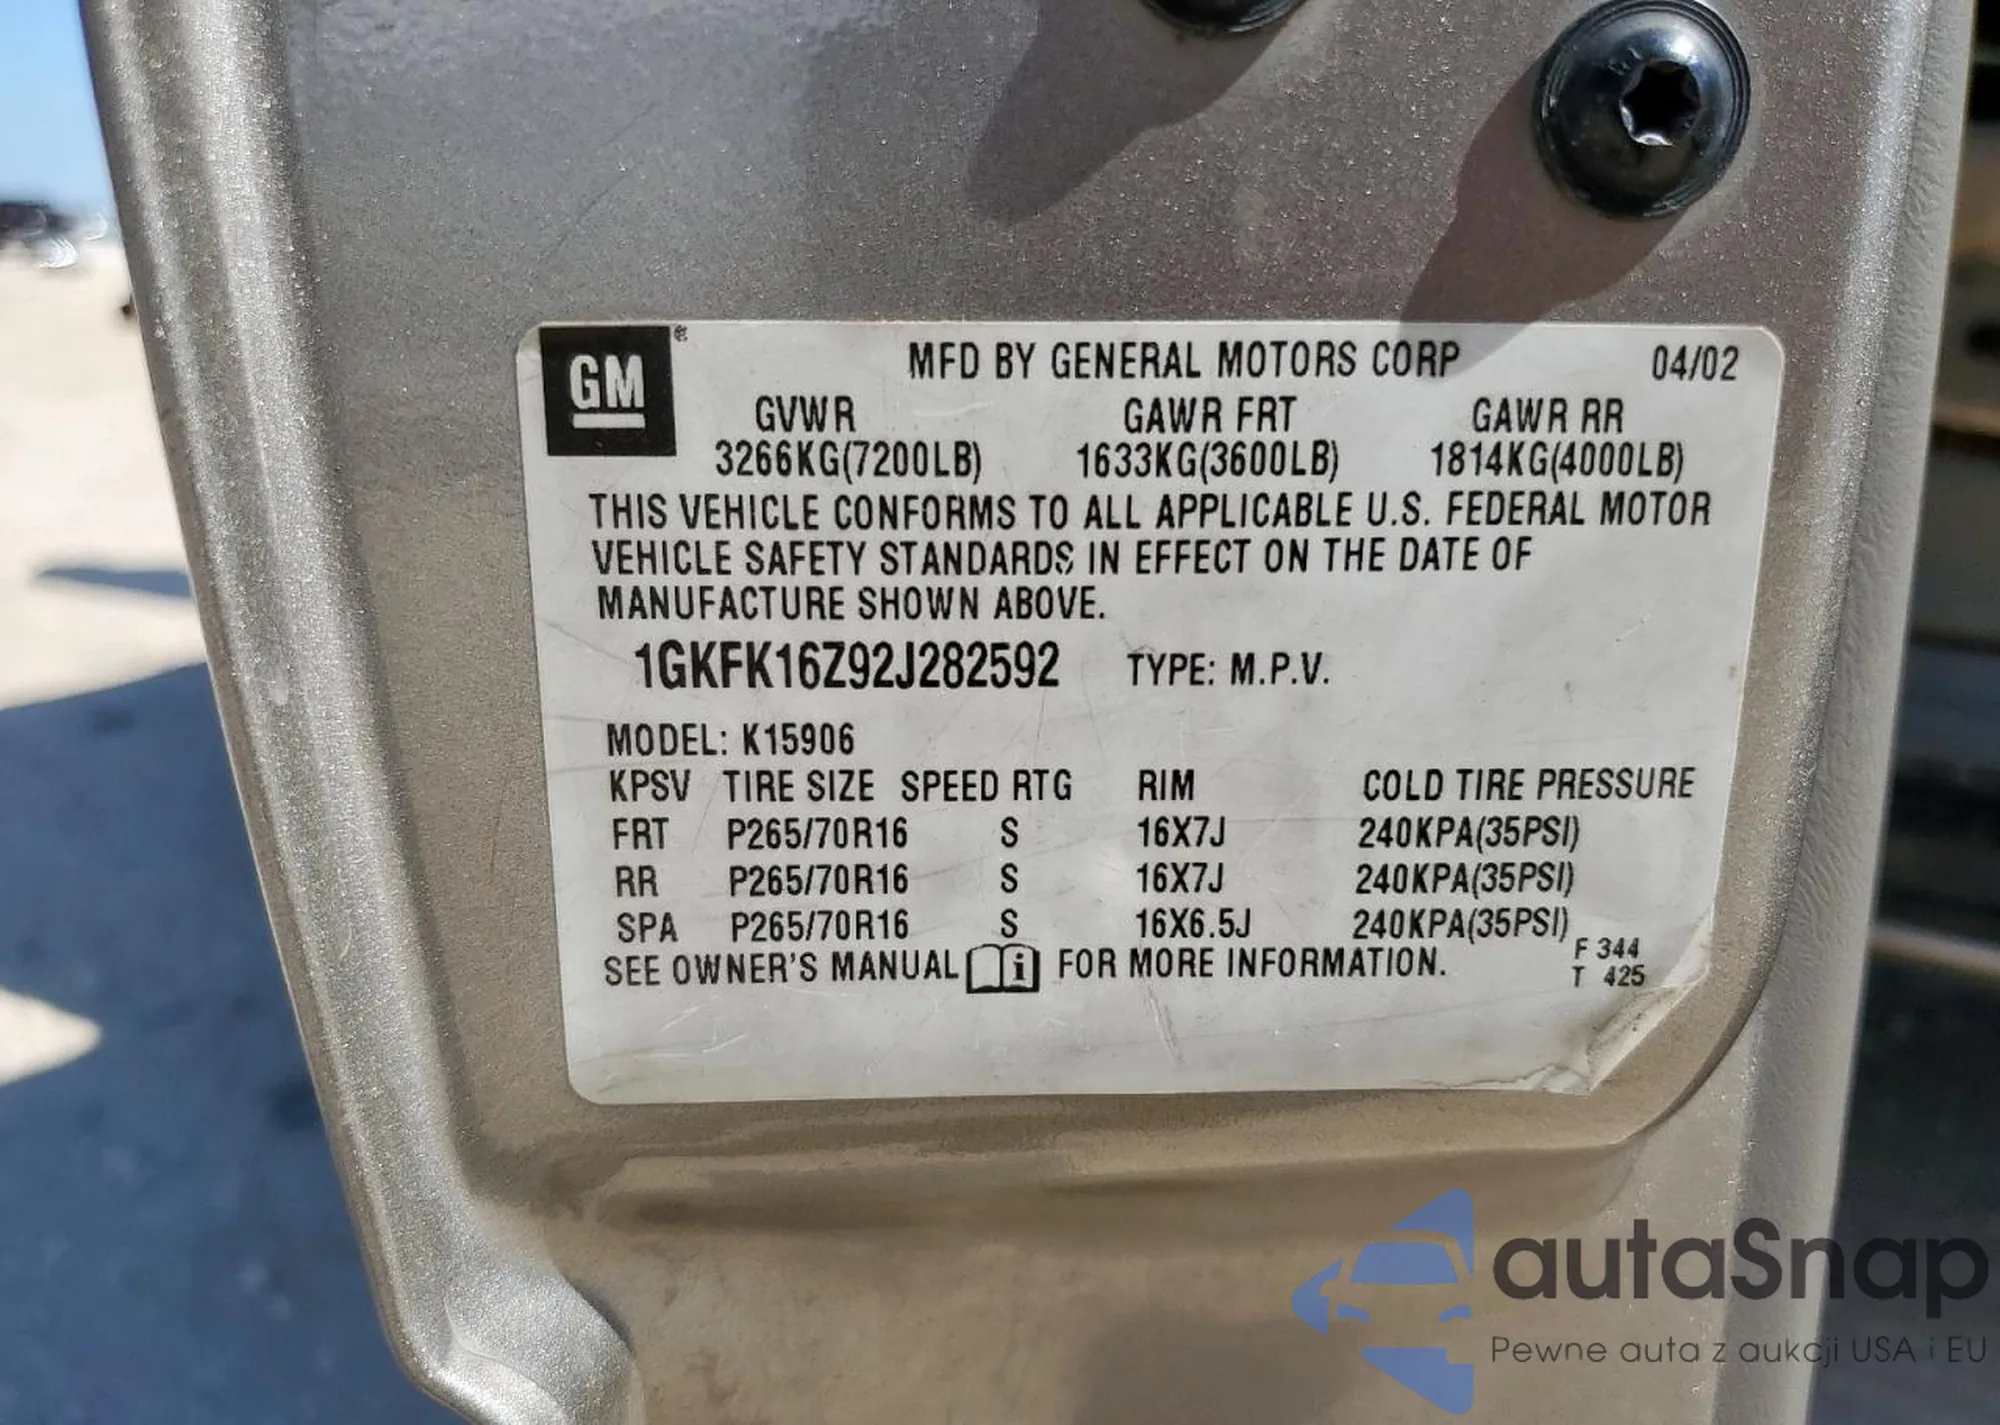 GM ®
MFD BY GENERAL MOTORS CORP 04/02
GVWR GAWR FRT GAWR RR
3266KG(7200LB) 1633KG(3600LB) 1814KG(4000LB)
THIS VEHICLE CONFORMS TO ALL APPLICABLE U.S. FEDERAL MOTOR
VEHICLE SAFETY STANDARDS IN EFFECT ON THE DATE OF
MANUFACTURE SHOWN ABOVE.
1GKFK16Z92J282592 TYPE: M.P.V.
MODEL: K15906
KPSV TIRE SIZE SPEED RTG RIM COLD TIRE PRESSURE
FRT P265/70R16 S 16X7J 240KPA(35PSI)
RR P265/70R16 S 16X7J 240KPA(35PSI)
SPA P265/70R16 S 16X6.5J 240KPA(35PSI)
SEE OWNER'S MANUAL i FOR MORE INFORMATION.
F 344
T 425
autaSnap
Pewne auta z aukcji USA i EU